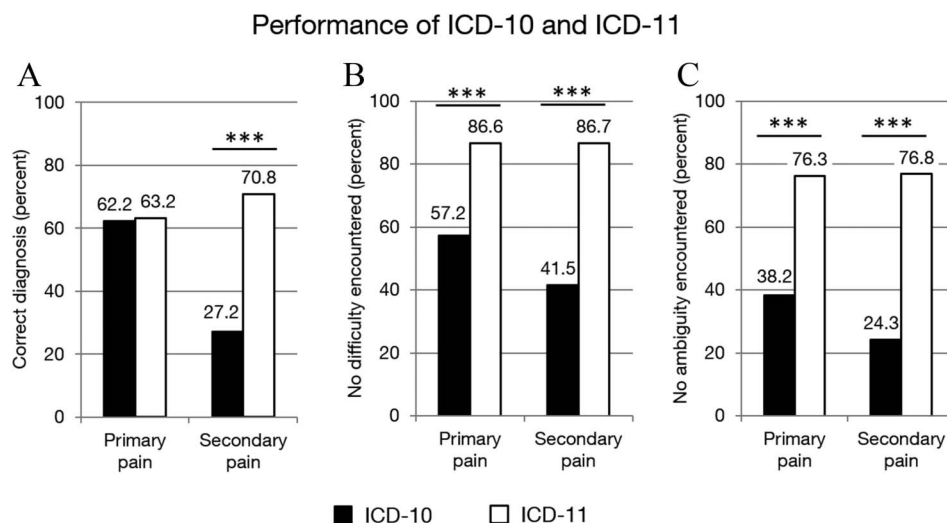 Performance of ICD-10 and ICD-11
A
Correct diagnosis (percent)
100
80
60
40
20
0
62.2
63.2
***
70.8
27.2
Primary
pain
Secondary
pain
B
No difficulty encountered (percent)
100
80
60
40
20
0
***
86.6
57.2
***
86.7
41.5
Primary
pain
Secondary
pain
C
No ambiguity encountered (percent)
100
80
60
40
20
0
***
76.3
38.2
***
76.8
24.3
Primary
pain
Secondary
pain
ICD-10
ICD-11